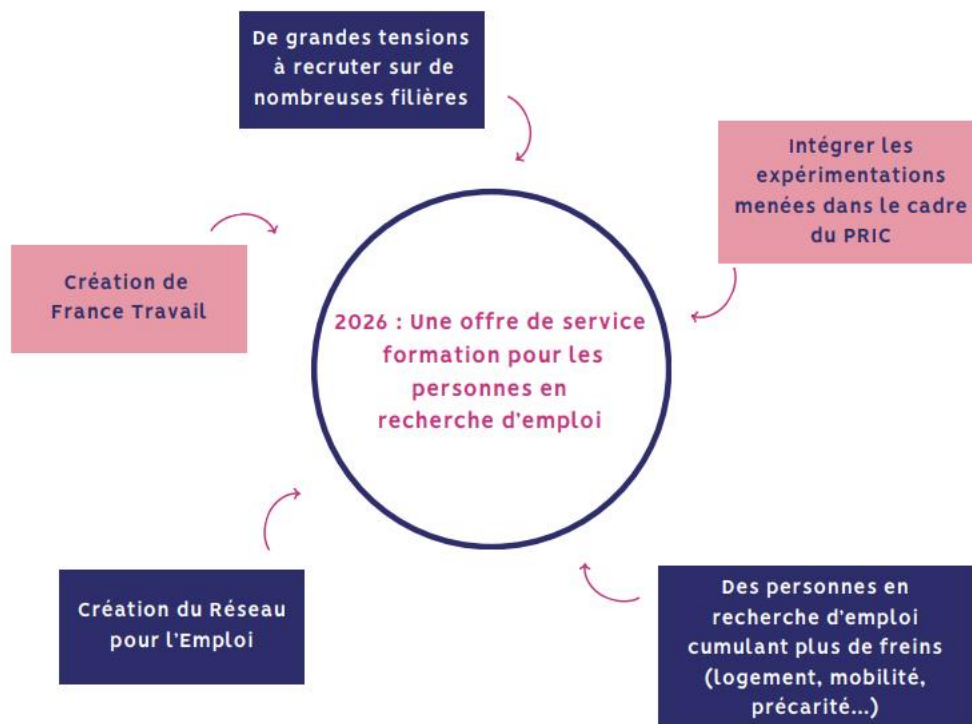 De grandes tensions
à recruter sur de
nombreuses filières
Intégrer les
expérimentations
menées dans le cadre
du PRIC
Création de
France Travail
2026 : Une offre de service
formation pour les
personnes en
recherche d'emploi
Création du Réseau
pour l'Emploi
Des personnes en
recherche d'emploi
cumulant plus de freins
(logement, mobilité,
précarité...)